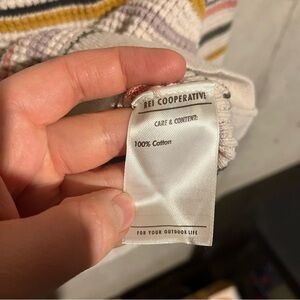 REI COOPERATIVE
CARE & CONTENT:
100% Cotton
FOR YOUR OUTDOOR LIFE